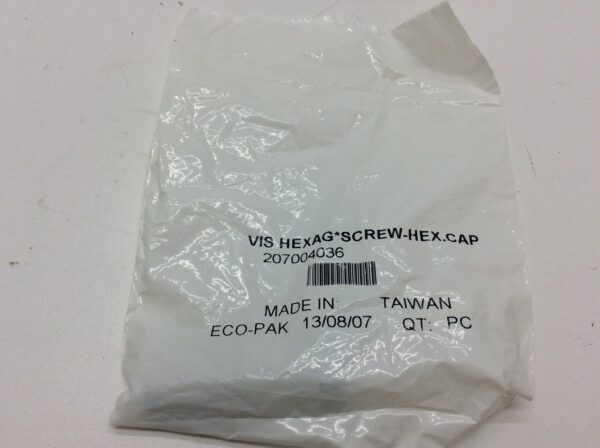 VIS HEXAG*SCREW-HEX.CAP
207004036
MADE IN: TAIWAN
ECO-PAK 13/08/07 QT: PC